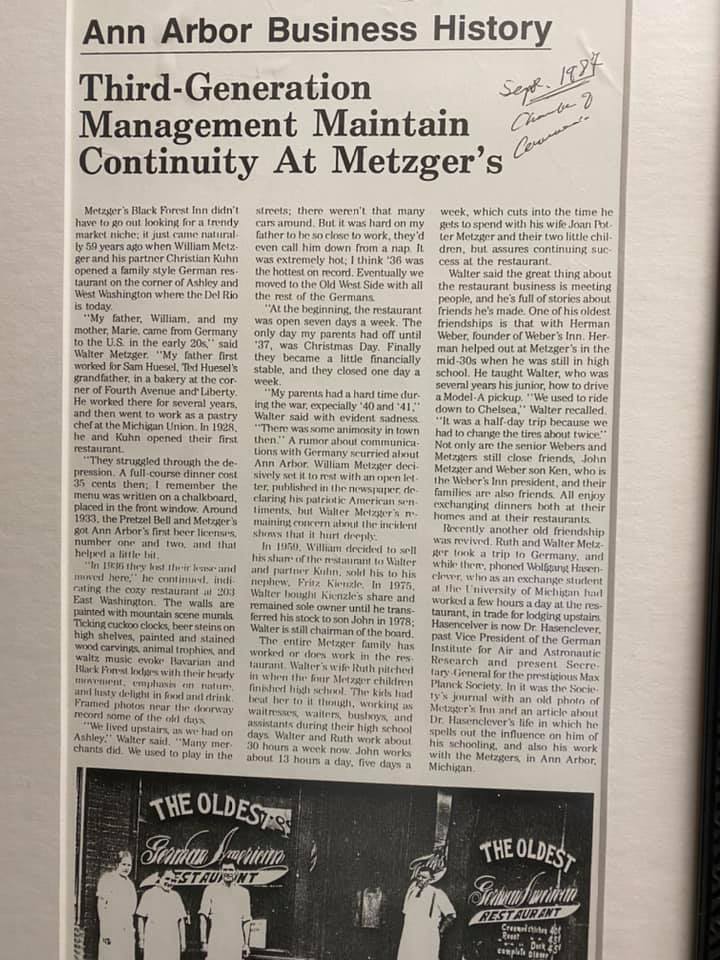 Ann Arbor Business History
Third-Generation
Management Maintain
Continuity At Metzger's
Sept. 1987
Chamber of
Commerce
Metzger's Black Forest Inn didn't
have to go out looking for a trendy
market niche; it just came natural-
ly 59 years ago when William Metz-
ger and his partner Christian Kuhn
opened a family style German res-
taurant on the corner of Ashley and
West Washington where the Del Rio
is today.
"My father, William, and my
mother, Marie, came from Germany
to the U.S. in the early 20s," said
Walter Metzger. "My father first
worked for Sam Huesel, Ted Huesel's
grandfather, in a bakery at the cor-
ner of Fourth Avenue and Liberty.
He worked there for several years,
and then went to work as a pastry
chef at the Michigan Union. In 1928,
he and Kuhn opened their first
restaurant.
"They struggled through the de-
pression. A full-course dinner cost
35 cents then; I remember the
menu was written on a chalkboard,
placed in the front window. Around
1933, the Pretzel Bell and Metzger's
got Ann Arbor's first beer licenses,
number one and two, and that
helped a little bit.
"In 1936 they lost their lease and
moved here," he continued, indi-
cating the cozy restaurant at 203
East Washington. The walls are
painted with mountain scene murals.
Ticking cuckoo clocks, beer steins on
high shelves, painted and stained
wood carvings, animal trophies, and
waltz music evoke Bavarian and
Black Forest lodges with their heady
movement, emphasis on nature,
and lusty delight in food and drink.
Framed photos near the doorway
record some of the old days.
"We lived upstairs, as we had on
Ashley," Walter said. "Many mer-
chants did. We used to play in the
streets; there weren't that many
cars around. But it was hard on my
father to be so close to work, they'd
even call him down from a nap. It
was extremely hot; I think '36 was
the hottest on record. Eventually we
moved to the Old West Side with all
the rest of the Germans.
"At the beginning, the restaurant
was open seven days a week. The
only day my parents had off until
'37, was Christmas Day. Finally
they became a little financially
stable, and they closed one day a
week.
"My parents had a hard time dur-
ing the war, especially '40 and '41,"
Walter said with evident sadness.
"There was some animosity in town
then." A rumor about communica-
tions with Germany scurried about
Ann Arbor. William Metzger deci-
sively set it to rest with an open let-
ter, published in the newspaper, de-
claring his patriotic American sen-
timents, but Walter Metzger's re-
maining concern about the incident
shows that it hurt deeply.
In 1959, William decided to sell
his share of the restaurant to Walter
and partner Kuhn, sold his to his
nephew, Fritz Kienzle. In 1975,
Walter bought Kienzle's share and
remained sole owner until he trans-
ferred his stock to son John in 1978;
Walter is still chairman of the board.
The entire Metzger family has
worked or does work in the res-
taurant. Walter's wife Ruth pitched
in when the four Metzger children
finished high school. The kids had
beat her to it though, working as
waitresses, waiters, busboys, and
assistants during their high school
days. Walter and Ruth work about
30 hours a week now. John works
about 13 hours a day, five days a
week, which cuts into the time he
gets to spend with his wife Joan Pot-
ter Metzger and their two little chil-
dren, but assures continuing suc-
cess at the restaurant.
Walter said the great thing about
the restaurant business is meeting
people, and he's full of stories about
friends he's made. One of his oldest
friendships is that with Herman
Weber, founder of Weber's Inn. Her-
man helped out at Metzger's in the
mid-30s when he was still in high
school. He taught Walter, who was
several years his junior, how to drive
a Model-A pickup. "We used to ride
down to Chelsea," Walter recalled.
"It was a half-day trip because we
had to change the tires about twice."
Not only are the senior Webers and
Metzgers still close friends, John
Metzger and Weber son Ken, who is
the Weber's Inn president, and their
families are also friends. All enjoy
exchanging dinners both at their
homes and at their restaurants.
Recently another old friendship
was revived. Ruth and Walter Metz-
ger took a trip to Germany, and
while there, phoned Wolfgang Hasen-
clever, who as an exchange student
at the University of Michigan had
worked a few hours a day at the res-
taurant, in trade for lodging upstairs.
HasenceIver is now Dr. Hasenclever,
past Vice President of the German
Institute for Air and Astronautic
Research and present Secre-
tary-General for the prestigious Max
Planck Society. In it was the Socie-
ty's journal with an old photo of
Metzger's Inn and an article about
Dr. Hasenclever's life in which he
spells out the influence on him of
his schooling, and also his work
with the Metzgers, in Ann Arbor,
Michigan.
THE OLDEST
German American
RESTAURANT
THE OLDEST
German American
RESTAURANT
Creamed chicken
Roast
Duck
complete Dinner